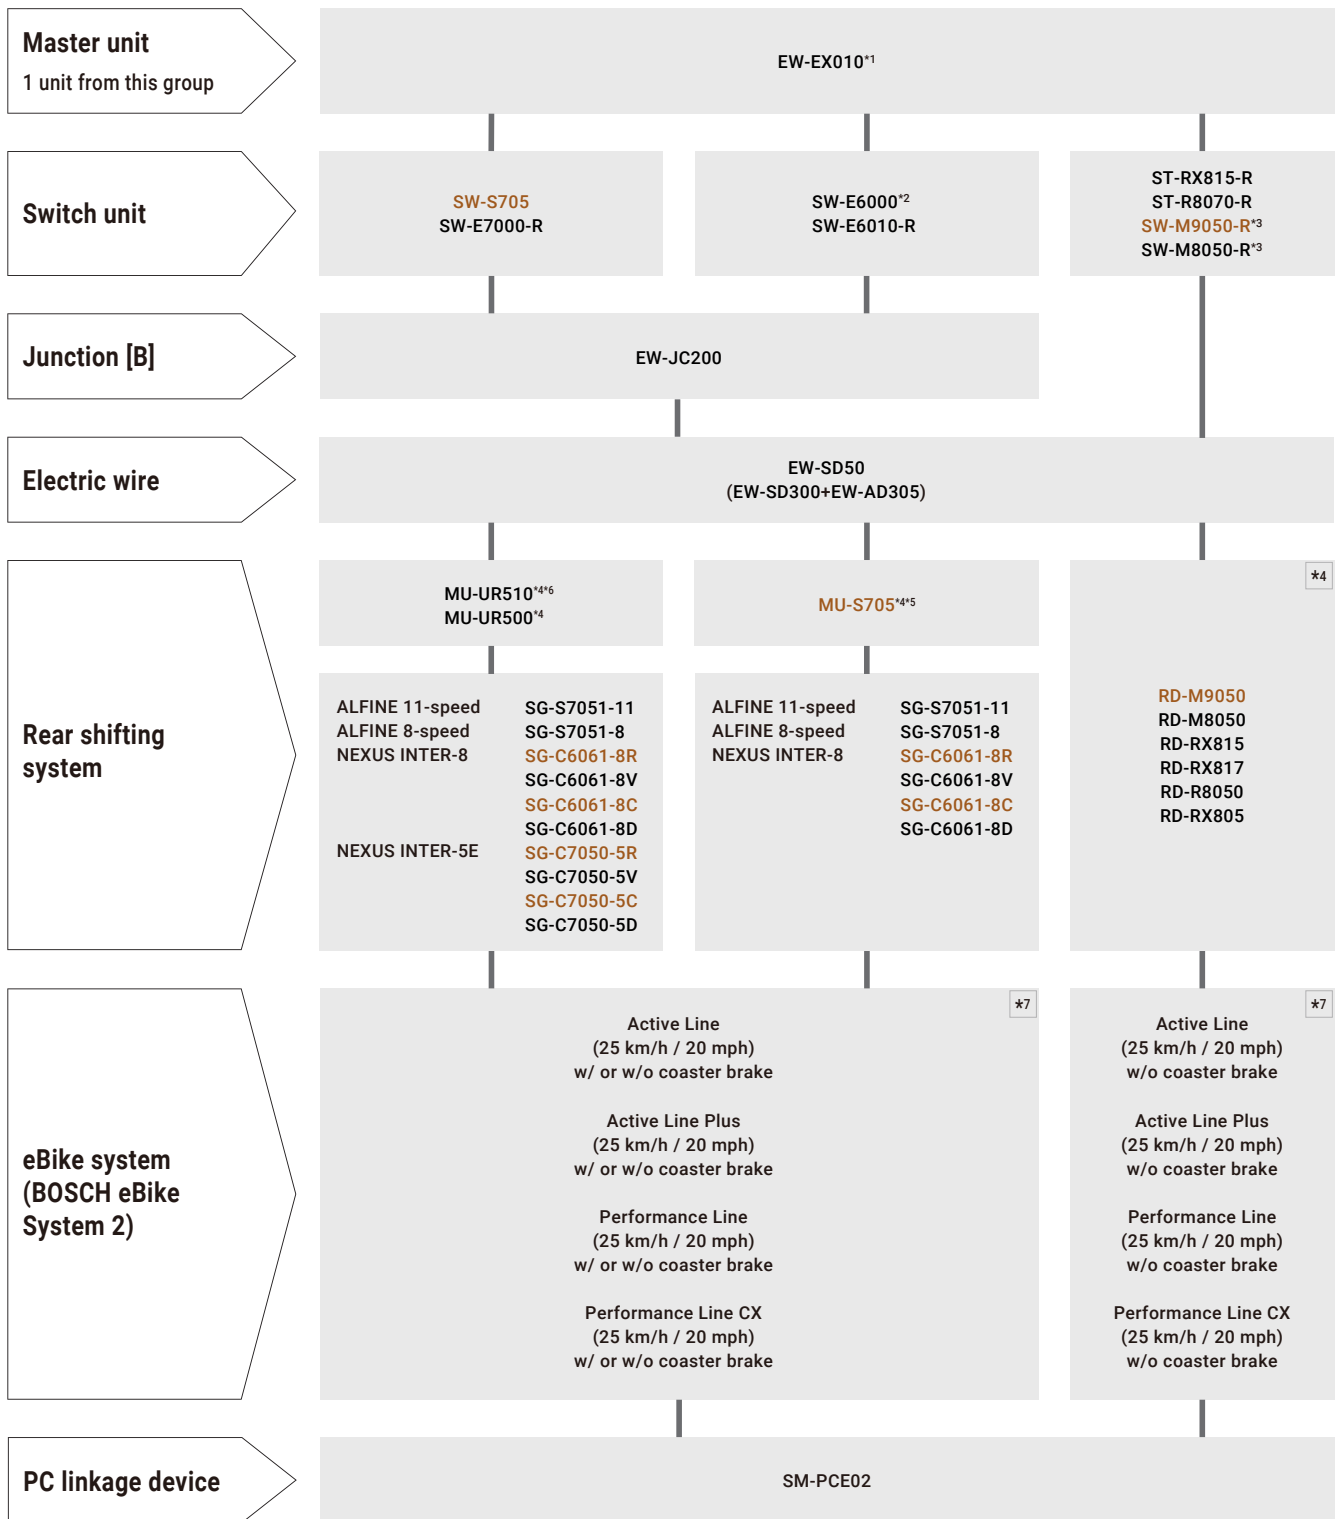 Master unit
1 unit from this group
EW-EX010*1
Switch unit
SW-S705
SW-E7000-R
SW-E6000*2
SW-E6010-R
ST-RX815-R
ST-R8070-R
SW-M9050-R*3
SW-M8050-R*3
Junction [B]
EW-JC200
Electric wire
EW-SD50
(EW-SD300+EW-AD305)
Rear shifting
system
MU-UR510*4*6
MU-UR500*4
MU-S705*4*5
*4
ALFINE 11-speed SG-S7051-11
ALFINE 8-speed SG-S7051-8
NEXUS INTER-8 SG-C6061-8R
SG-C6061-8V
SG-C6061-8C
SG-C6061-8D
NEXUS INTER-5E SG-C7050-5R
SG-C7050-5V
SG-C7050-5C
SG-C7050-5D
ALFINE 11-speed SG-S7051-11
ALFINE 8-speed SG-S7051-8
NEXUS INTER-8 SG-C6061-8R
SG-C6061-8V
SG-C6061-8C
SG-C6061-8D
RD-M9050
RD-M8050
RD-RX815
RD-RX817
RD-R8050
RD-RX805
eBike system
(BOSCH eBike
System 2)
*7
Active Line
(25 km/h / 20 mph)
w/ or w/o coaster brake
Active Line Plus
(25 km/h / 20 mph)
w/ or w/o coaster brake
Performance Line
(25 km/h / 20 mph)
w/ or w/o coaster brake
Performance Line CX
(25 km/h / 20 mph)
w/ or w/o coaster brake
*7
Active Line
(25 km/h / 20 mph)
w/o coaster brake
Active Line Plus
(25 km/h / 20 mph)
w/o coaster brake
Performance Line
(25 km/h / 20 mph)
w/o coaster brake
Performance Line CX
(25 km/h / 20 mph)
w/o coaster brake
PC linkage device
SM-PCE02